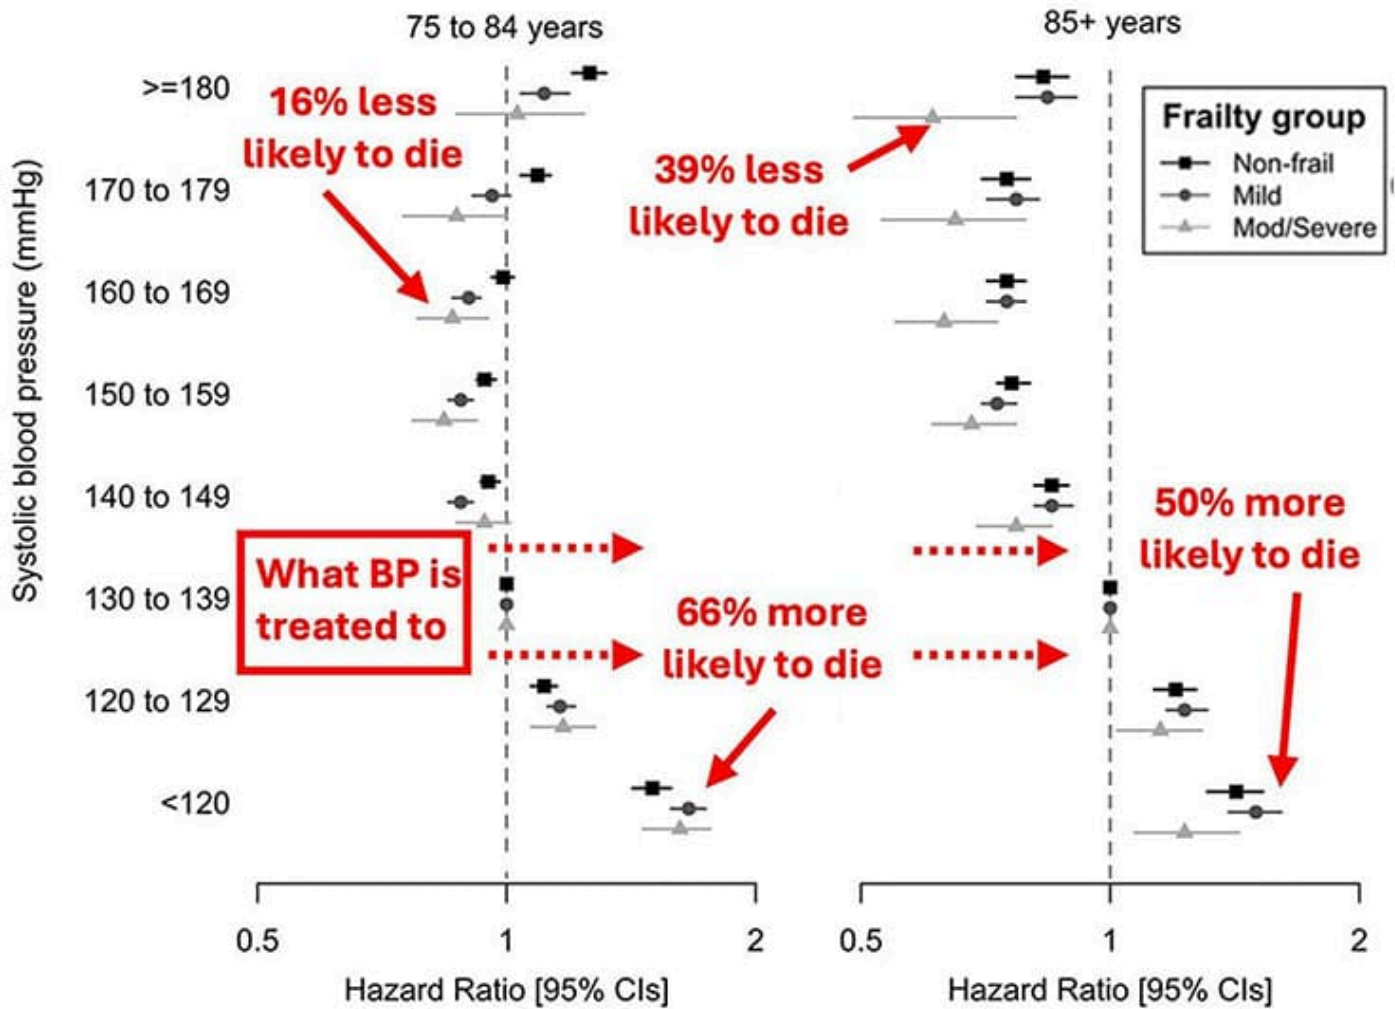 75 to 84 years
85+ years
Systolic blood pressure (mmHg)
>=180
170 to 179
160 to 169
150 to 159
140 to 149
130 to 139
120 to 129
<120
16% less
likely to die
39% less
likely to die
Frailty group
Non-frail
Mild
Mod/Severe
What BP is
treated to
66% more
likely to die
50% more
likely to die
0.5 1 2
0.5 1 2
Hazard Ratio [95% CIs]
Hazard Ratio [95% CIs]